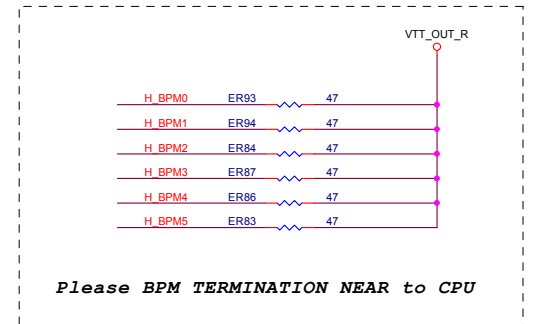 VTT_OUT_R
H_BPM0 ER93 47
H_BPM1 ER94 47
H_BPM2 ER84 47
H_BPM3 ER87 47
H_BPM4 ER86 47
H_BPM5 ER83 47
Please BPM TERMINATION NEAR to CPU